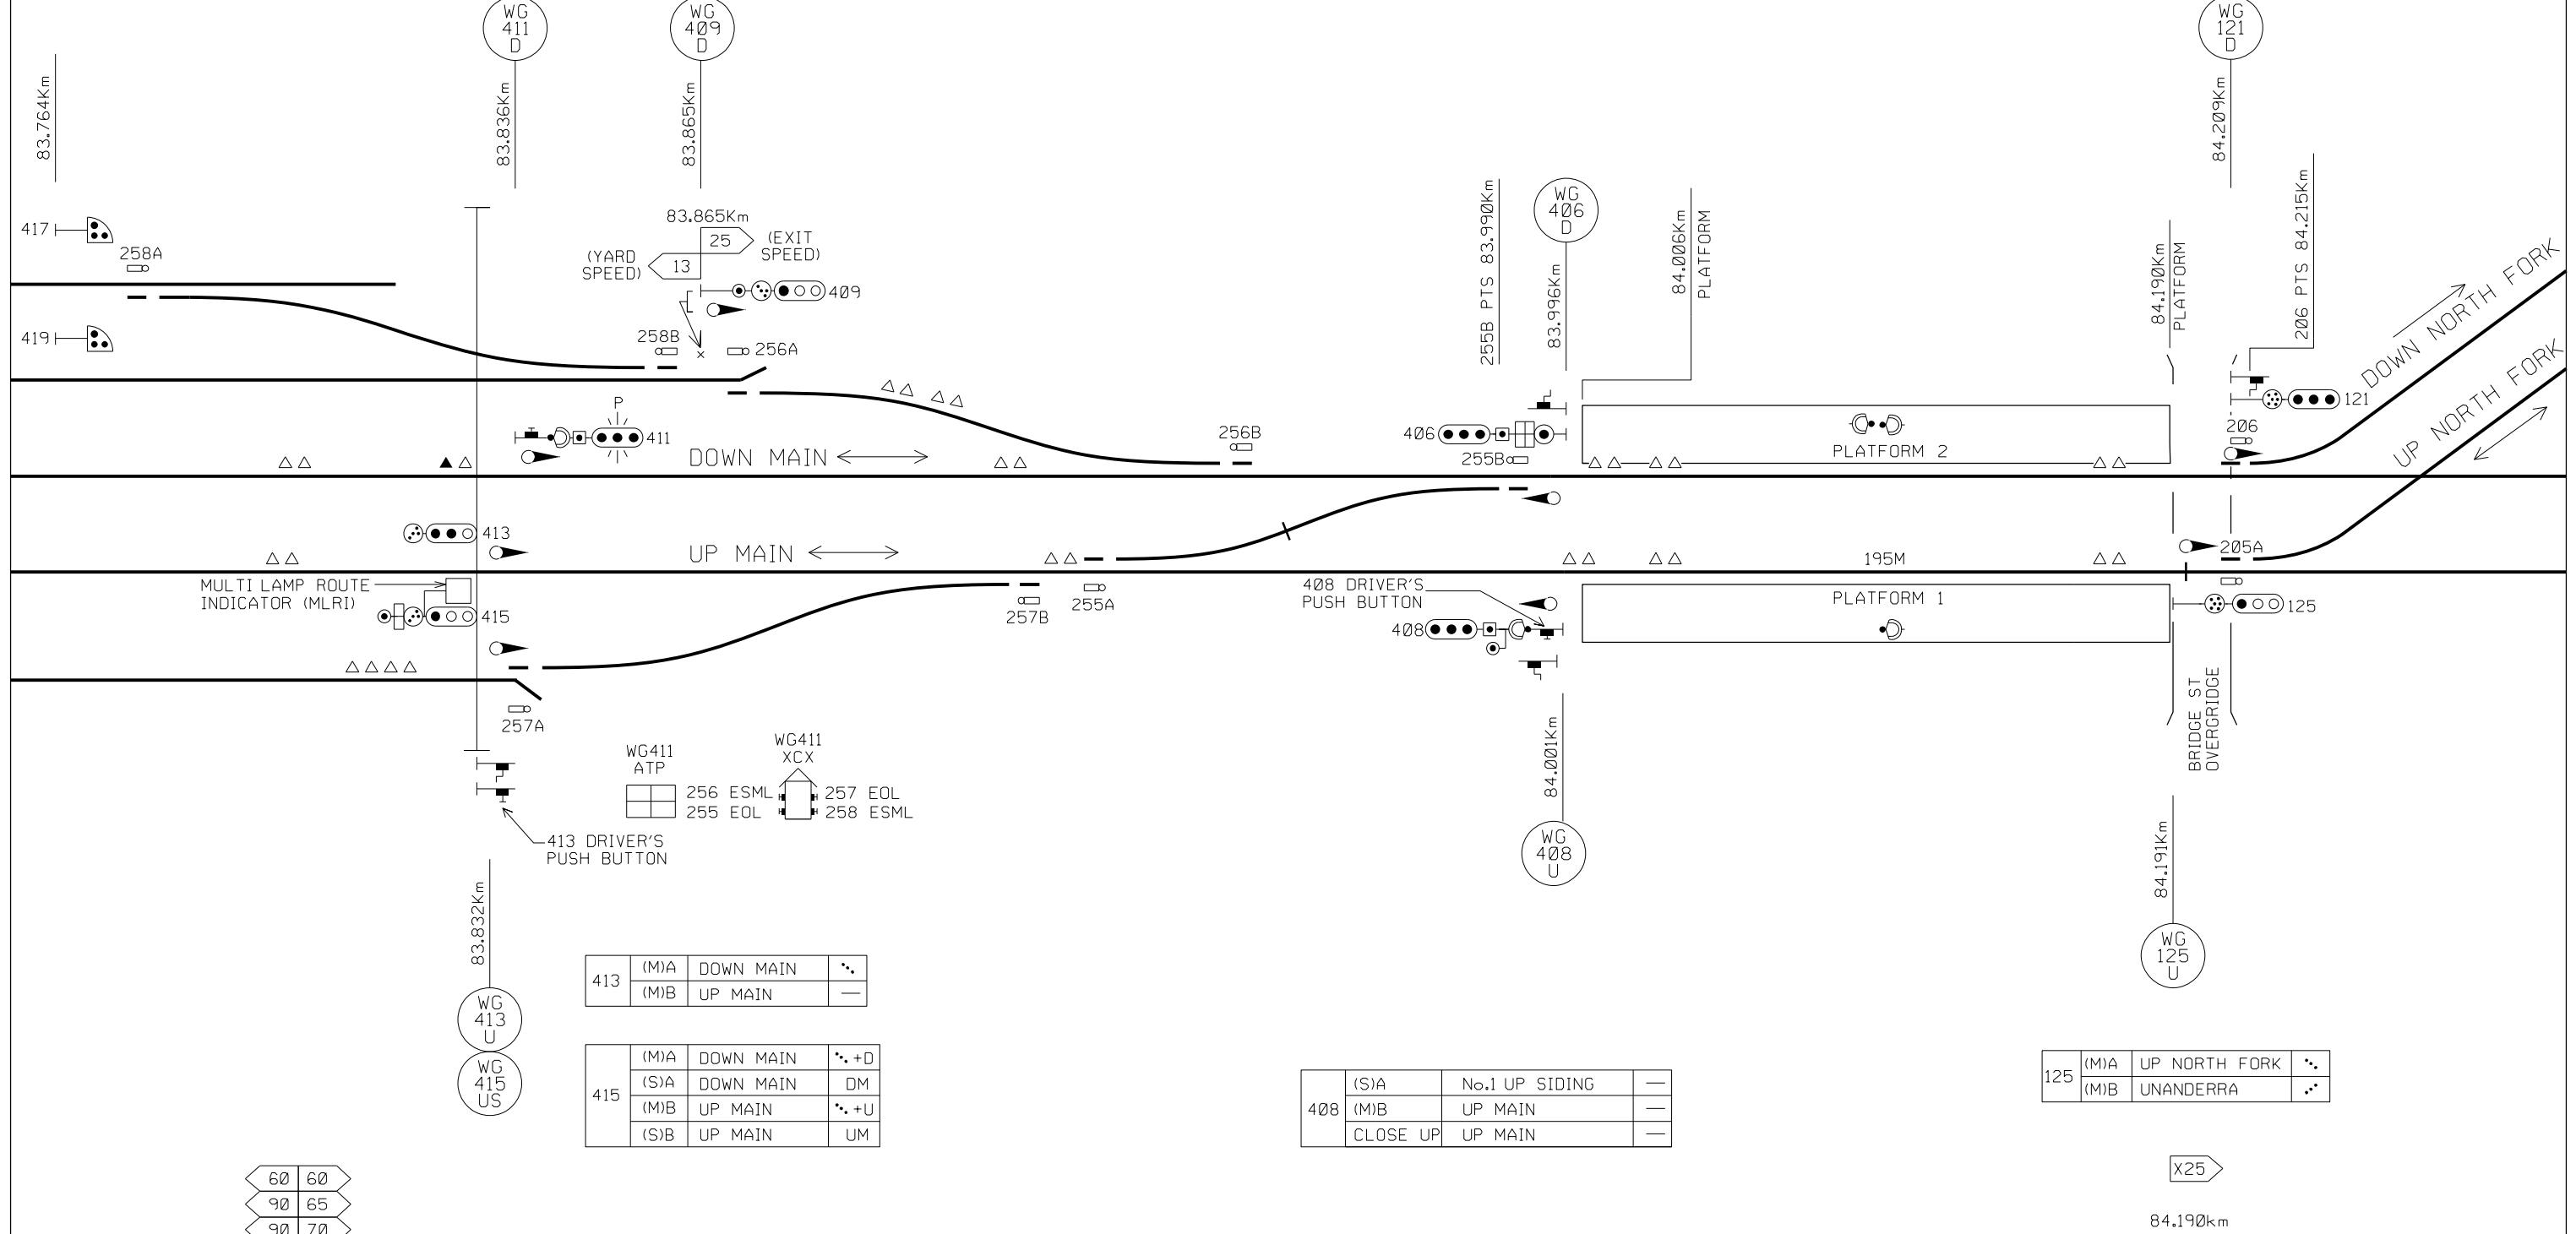 WG
411
D
WG
409
D
WG
121
D
83.764Km
83.836Km
83.865Km
84.209Km
417
258A
419
83.865Km
25
(EXIT
SPEED)
(YARD
SPEED)
13
409
258B
256A
P
411
255B PTS 83.990Km
WG
406
D
83.996Km
84.006Km
PLATFORM
84.190Km
PLATFORM
206 PTS 84.215Km
DOWN NORTH FORK
UP NORTH FORK
121
206
406
255B
256B
PLATFORM 2
DOWN MAIN
413
UP MAIN
195M
205A
MULTI LAMP ROUTE
INDICATOR (MLRI)
415
257B
255A
408 DRIVER'S
PUSH BUTTON
408
PLATFORM 1
125
257A
BRIDGE ST
OVERGRIDGE
WG411
ATP
256 ESML
255 EOL
WG411
XCX
257 EOL
258 ESML
413 DRIVER'S
PUSH BUTTON
84.001Km
WG
408
U
84.191Km
WG
125
U
83.832Km
WG
413
U
WG
415
US
413
(M)A DOWN MAIN
(M)B UP MAIN
415
(M)A DOWN MAIN +D
(S)A DOWN MAIN DM
(M)B UP MAIN +U
(S)B UP MAIN UM
408
(S)A No.1 UP SIDING
(M)B UP MAIN
CLOSE UP UP MAIN
125
(M)A UP NORTH FORK
(M)B UNANDERRA
60 60
90 65
90 70
X25
84.190km